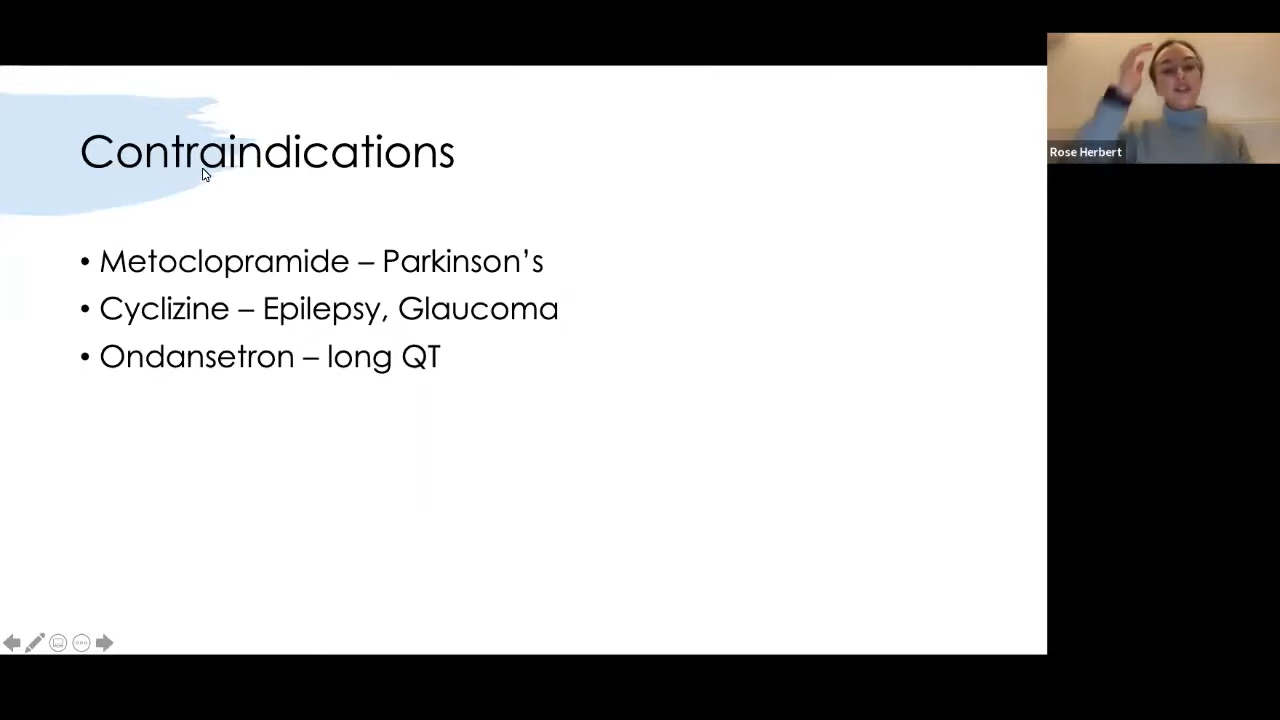 Contraindications
• Metoclopramide – Parkinson’s
• Cyclizine – Epilepsy, Glaucoma
• Ondansetron – long QT
Rose Herbert